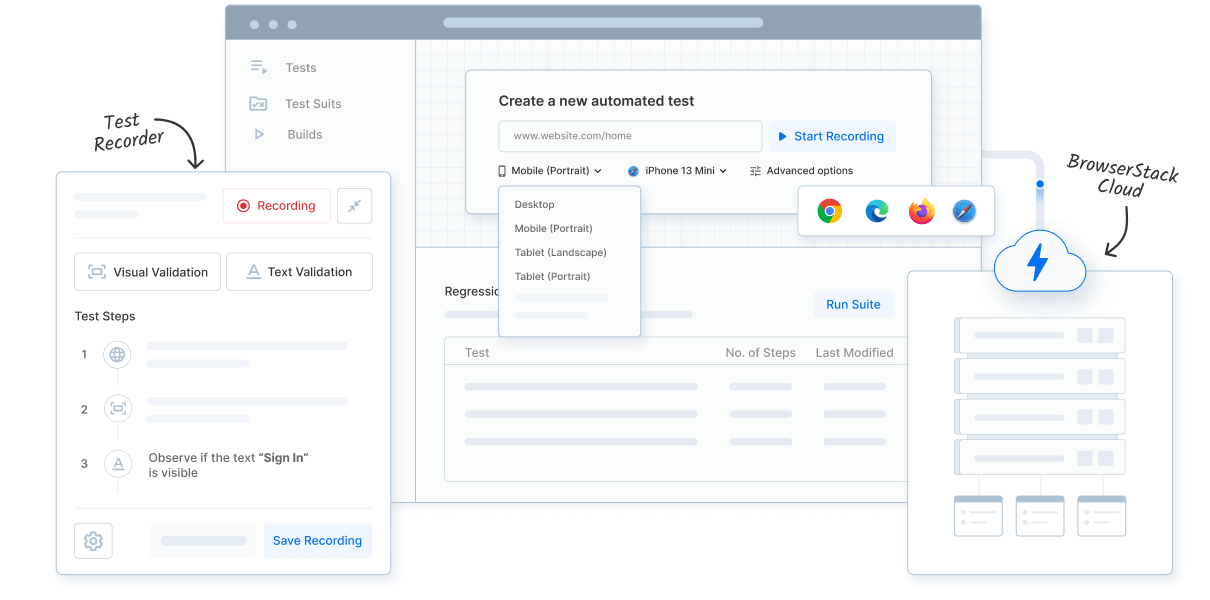 Tests
Test Suits
Builds
Create a new automated test
www.website.com/home
Start Recording
Mobile (Portrait)
iPhone 13 Mini
Advanced options
Desktop
Mobile (Portrait)
Tablet (Landscape)
Tablet (Portrait)
Test
Recorder
Recording
Visual Validation
Text Validation
Test Steps
1
2
3
Observe if the text “Sign In”
is visible
Save Recording
Regressio
Run Suite
Test
No. of Steps
Last Modified
BrowserStack
Cloud